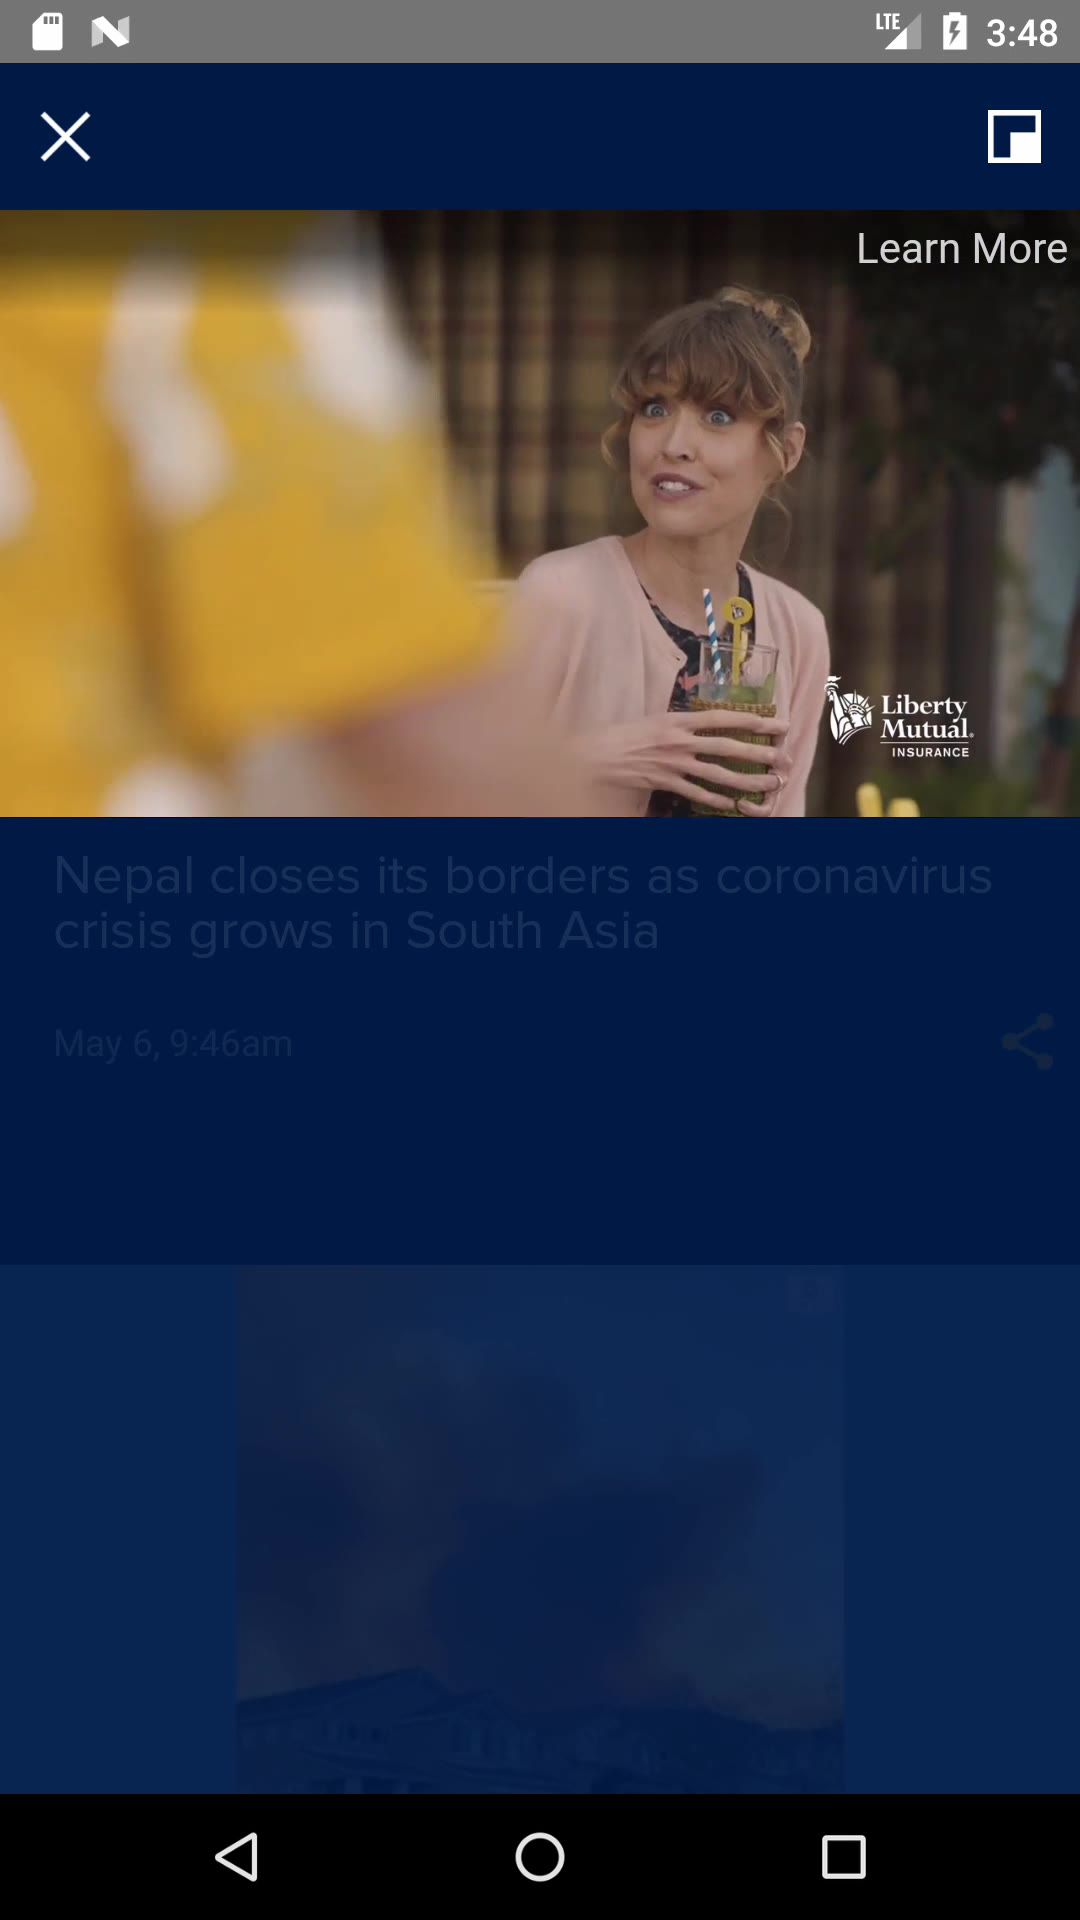 LTE
3:48
Learn More
Liberty
Mutual.
INSURANCE
Nepal closes its borders as coronavirus
crisis grows in South Asia
May 6, 9:46am